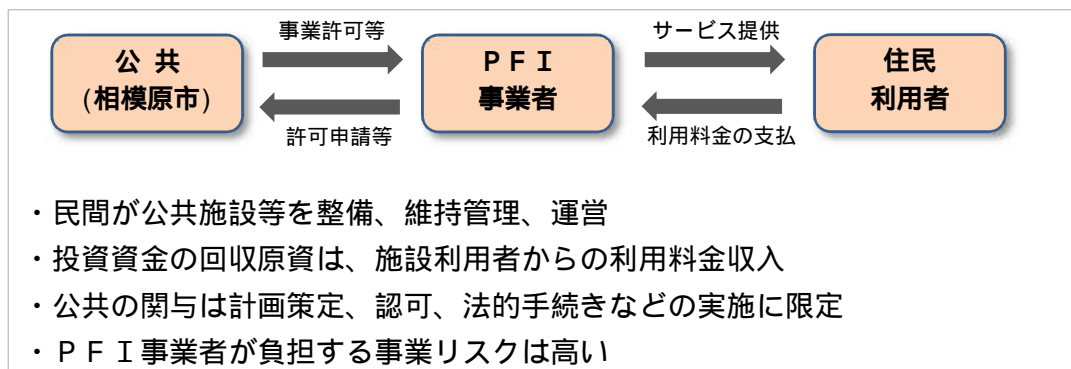 事業許可等
サービス提供
公 共
(相模原市)
ＰＦＩ
事業者
住民
利用者
許可申請等
利用料金の支払
・民間が公共施設等を整備、維持管理、運営
・投資資金の回収原資は、施設利用者からの利用料金収入
・公共の関与は計画策定、認可、法的手続きなどの実施に限定
・ＰＦＩ事業者が負担する事業リスクは高い